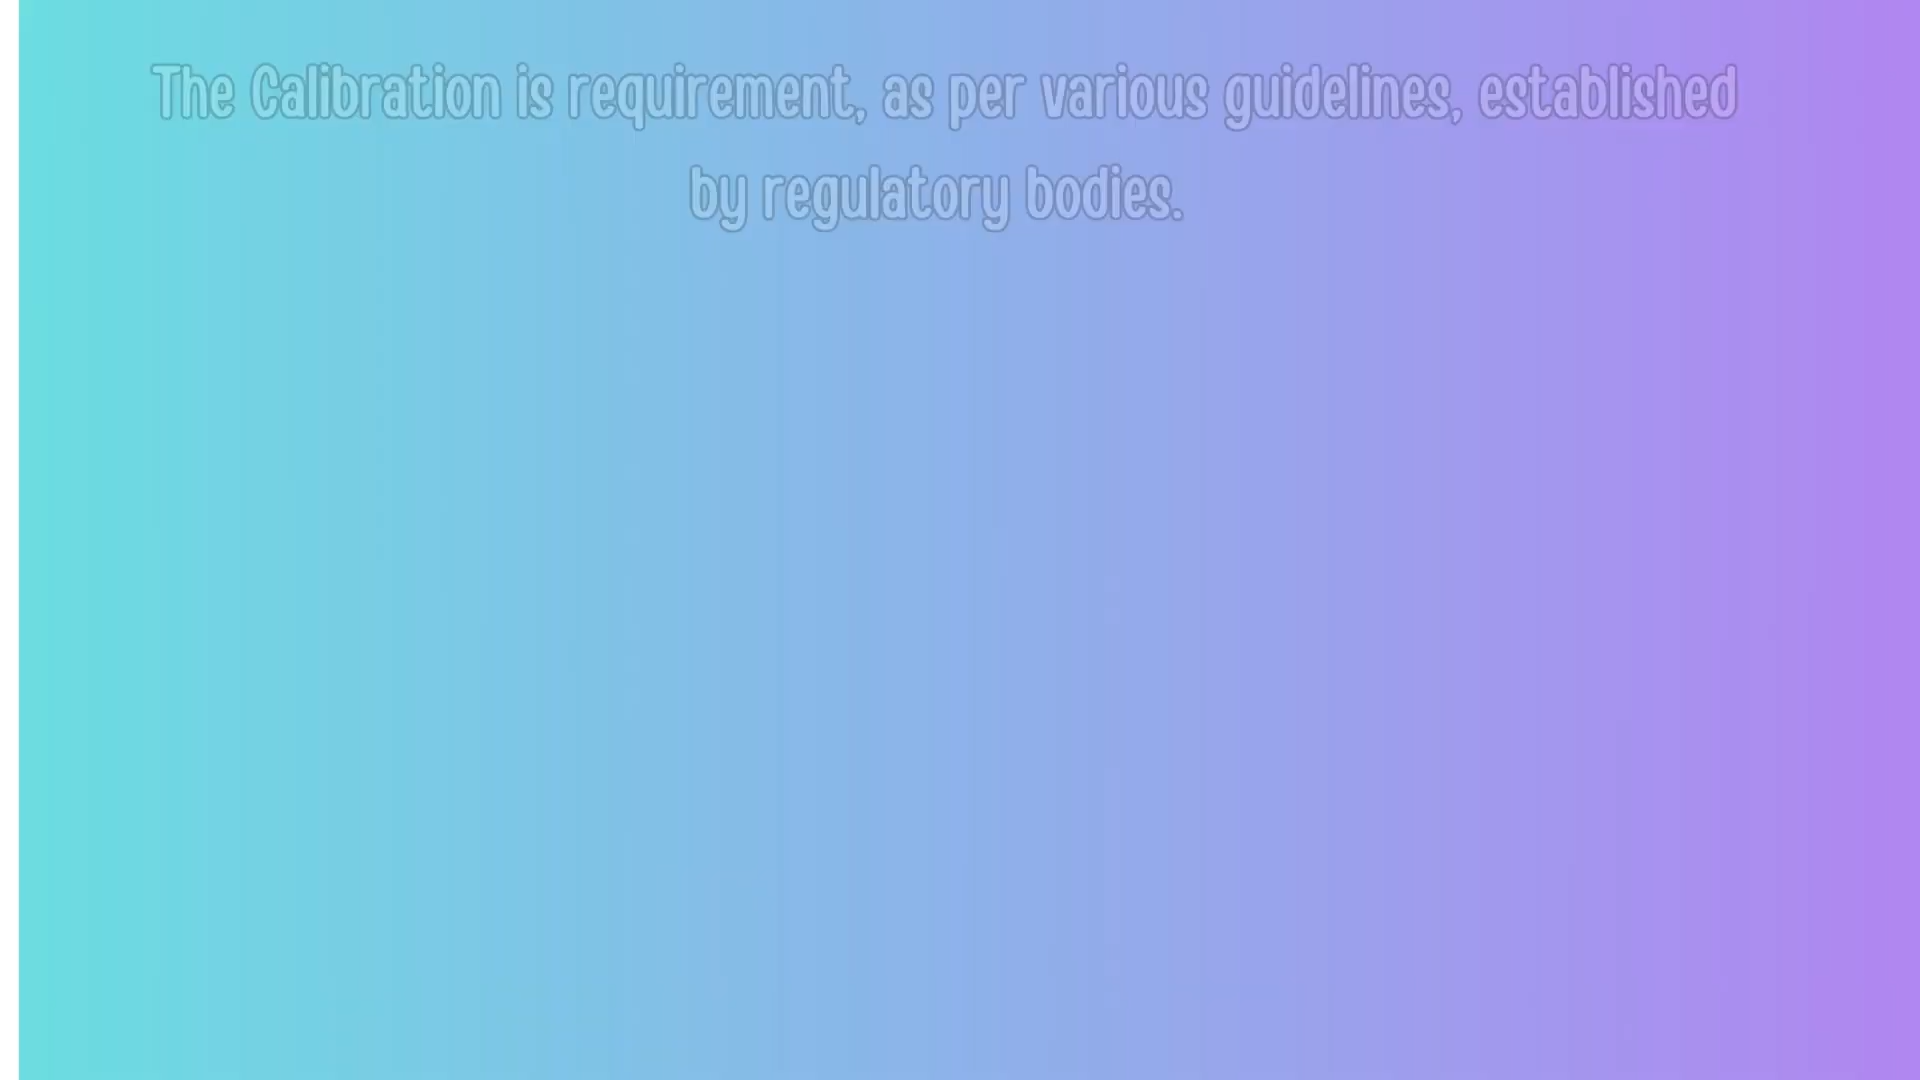 The Calibration is requirement, as per various guidelines, established
by regulatory bodies.